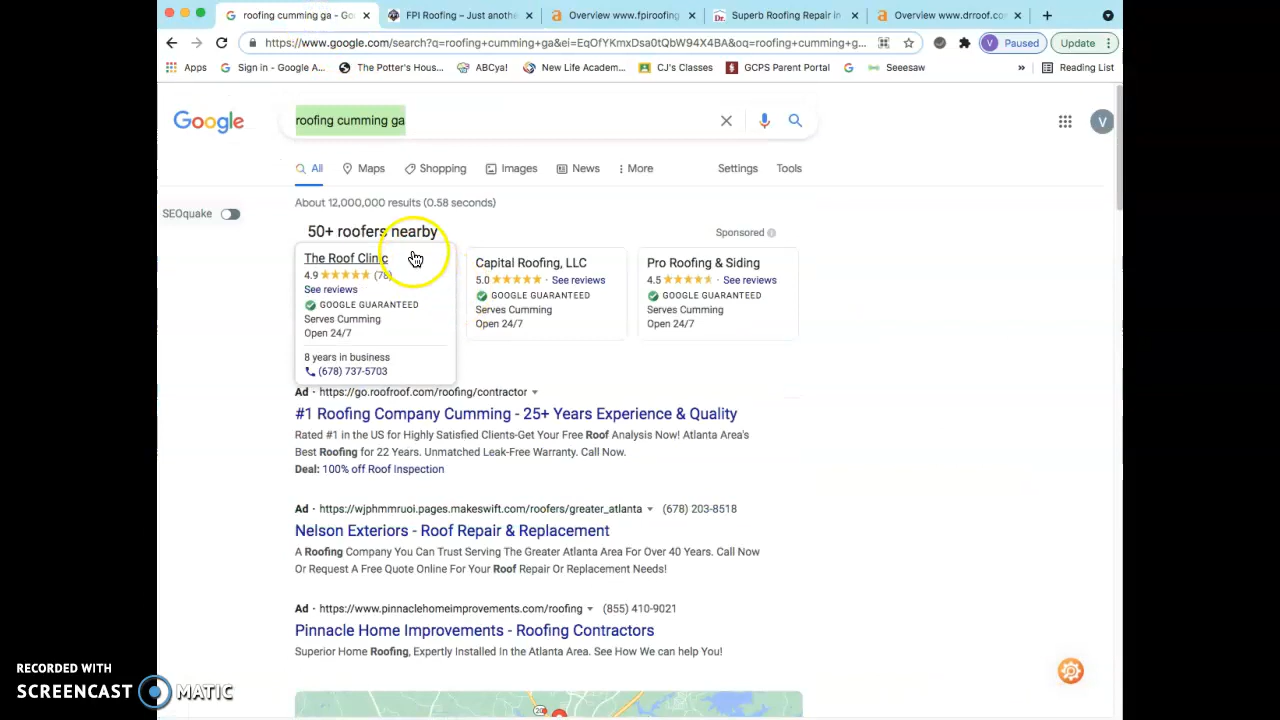 roofing cumming ga - Go
FPI Roofing – Just anothe
Overview www.fpiroofing
Superb Roofing Repair in
Overview www.drroof.com
https://www.google.com/search?q=roofing+cumming+ga&ei=EqOfYKmxDsa0tQbW94X4BA&oq=roofing+cumming+g...
Paused
Update
Apps
Sign in - Google A...
The Potter's Hous...
ABCya!
New Life Academ...
CJ's Classes
GCPS Parent Portal
Seeesaw
»
Reading List
Google
roofing cumming ga
V
All
Maps
Shopping
Images
News
More
Settings
Tools
About 12,000,000 results (0.58 seconds)
SEOquake
50+ roofers nearby
Sponsored
The Roof Clinic
4.9
(78)
See reviews
GOOGLE GUARANTEED
Serves Cumming
Open 24/7
8 years in business
(678) 737-5703
Capital Roofing, LLC
5.0
See reviews
GOOGLE GUARANTEED
Serves Cumming
Open 24/7
Pro Roofing & Siding
4.5
See reviews
GOOGLE GUARANTEED
Serves Cumming
Open 24/7
Ad · https://go.roofroof.com/roofing/contractor
#1 Roofing Company Cumming - 25+ Years Experience & Quality
Rated #1 in the US for Highly Satisfied Clients-Get Your Free Roof Analysis Now! Atlanta Area's
Best Roofing for 22 Years. Unmatched Leak-Free Warranty. Call Now.
Deal: 100% off Roof Inspection
Ad · https://wjphmmruoi.pages.makeswift.com/roofers/greater_atlanta (678) 203-8518
Nelson Exteriors - Roof Repair & Replacement
A Roofing Company You Can Trust Serving The Greater Atlanta Area For Over 40 Years. Call Now
Or Request A Free Quote Online For Your Roof Repair Or Replacement Needs!
Ad · https://www.pinnaclehomeimprovements.com/roofing (855) 410-9021
Pinnacle Home Improvements - Roofing Contractors
Superior Home Roofing, Expertly Installed In the Atlanta Area. See How We can help You!
RECORDED WITH
SCREENCAST MATIC